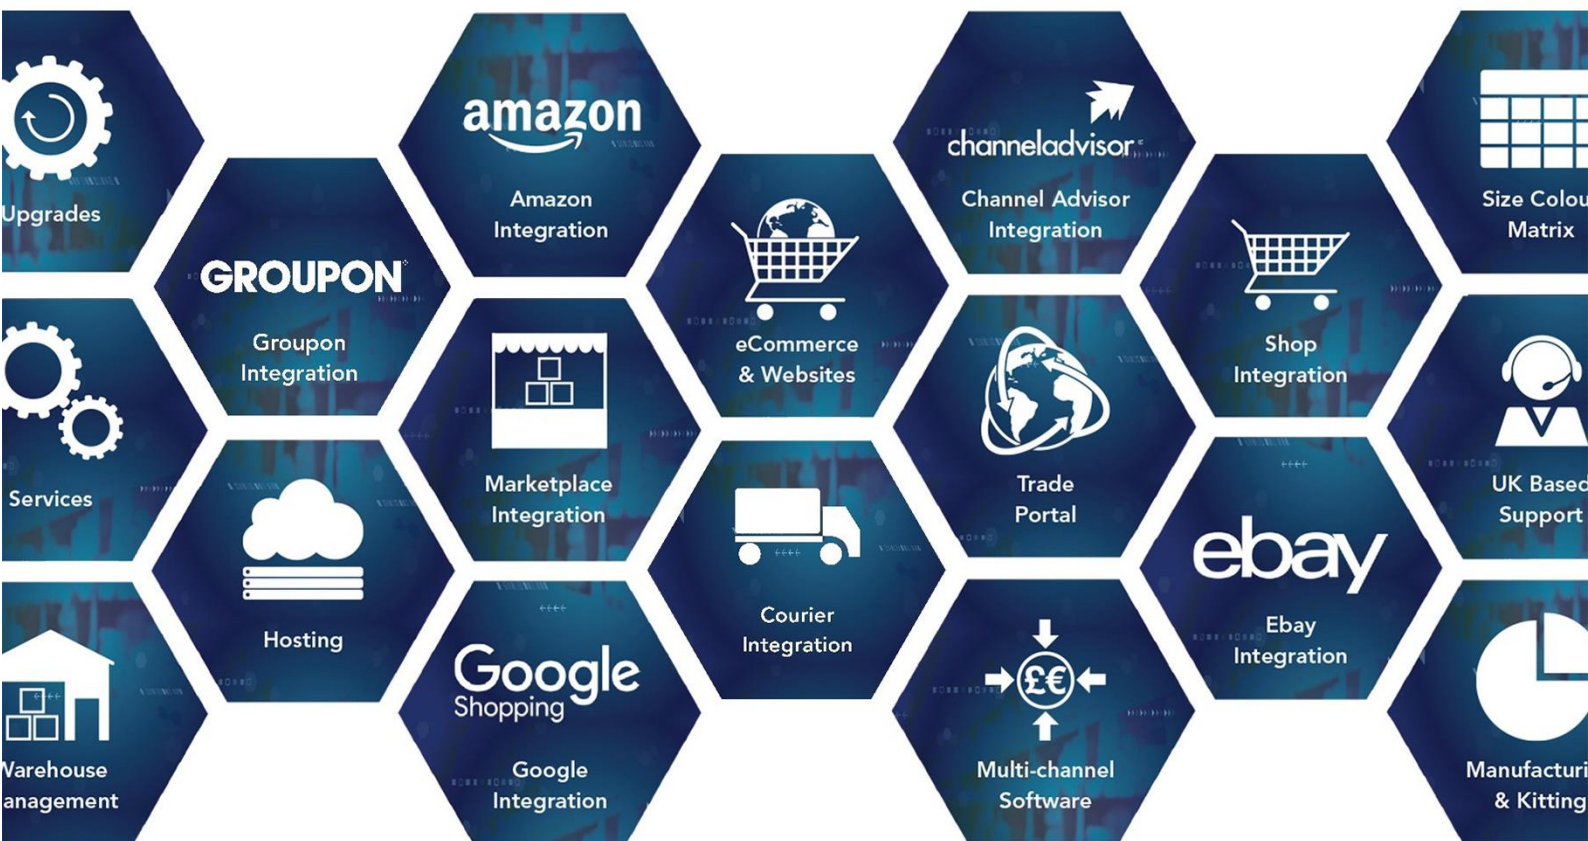 Upgrades
GROUPON
Groupon
Integration
amazon
Amazon
Integration
eCommerce
& Websites
channeladvisor
Channel Advisor
Integration
Shop
Integration
Size Colou
Matrix
Services
Hosting
Marketplace
Integration
Courier
Integration
Trade
Portal
ebay
Ebay
Integration
UK Based
Support
Warehouse
anagement
Google
Shopping
Google
Integration
£€
Multi-channel
Software
Manufacturi
& Kitting